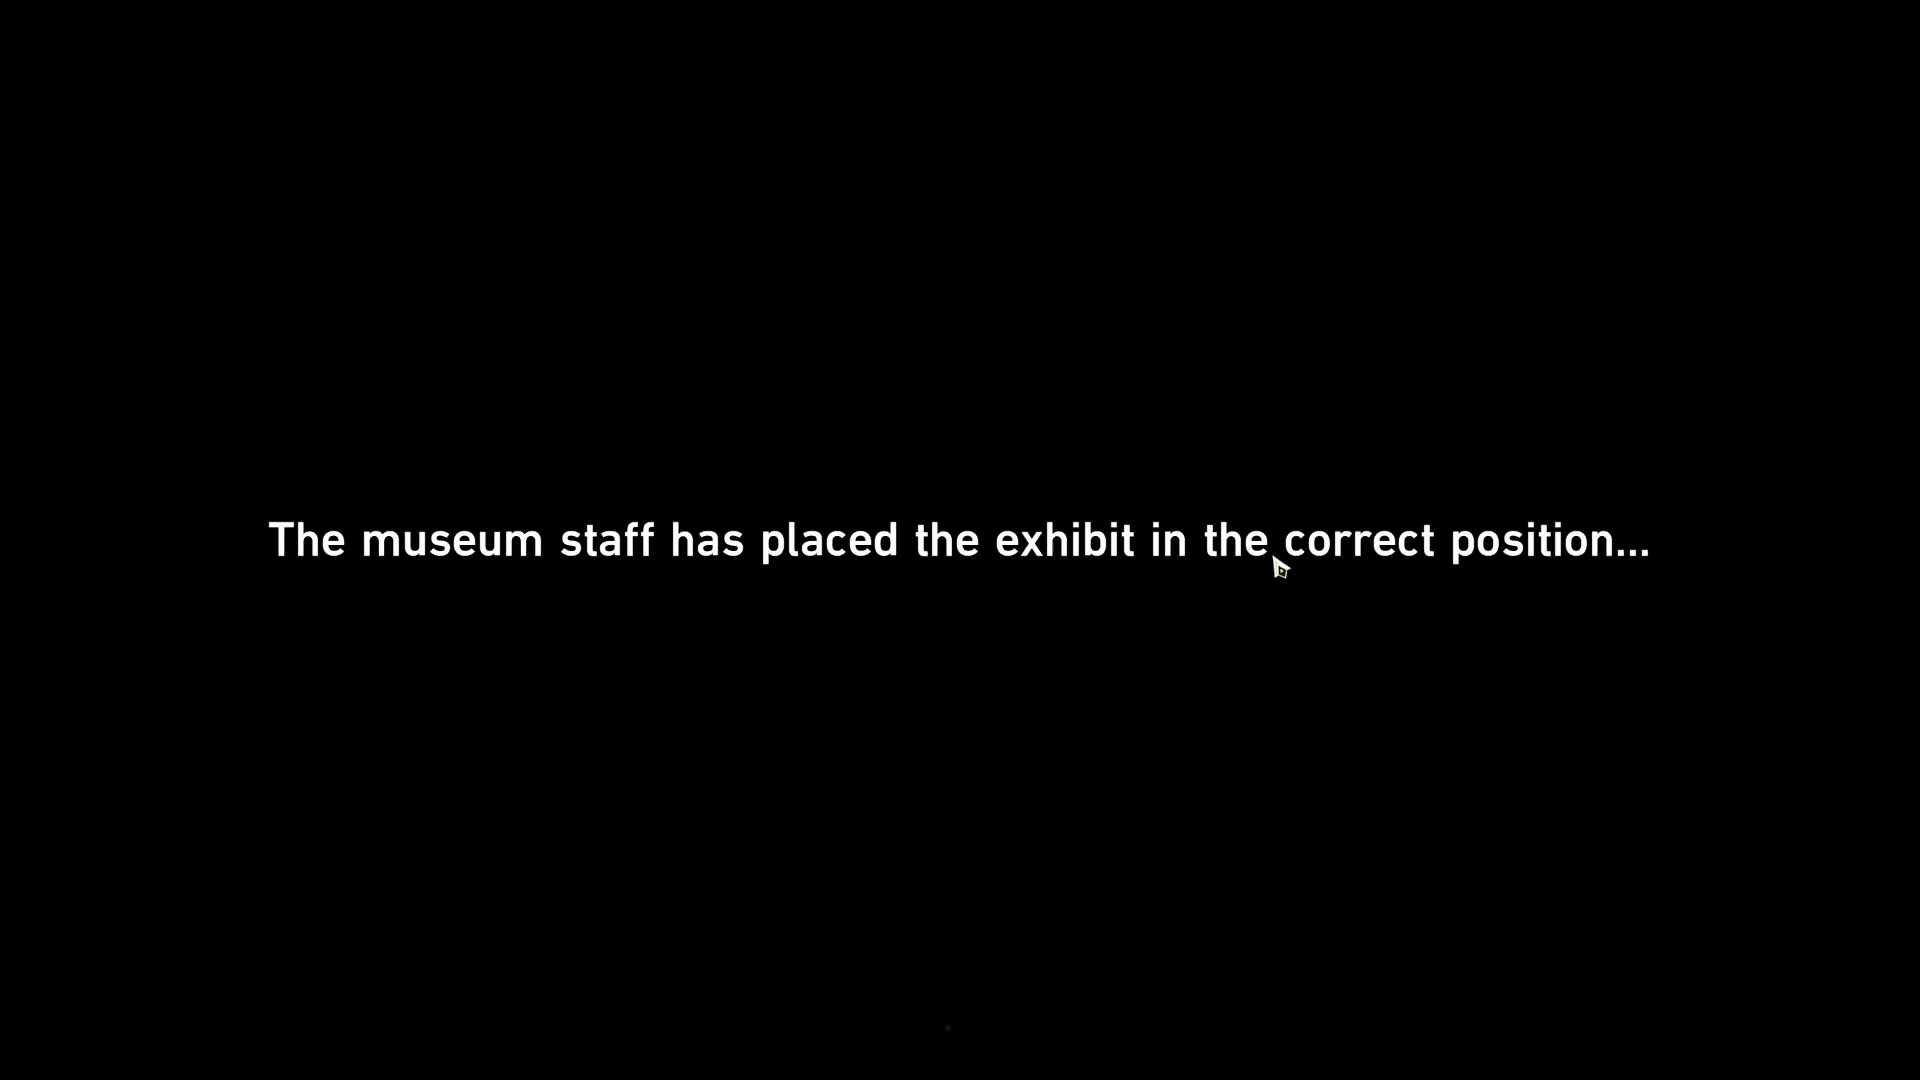 The museum staff has placed the exhibit in the correct position...